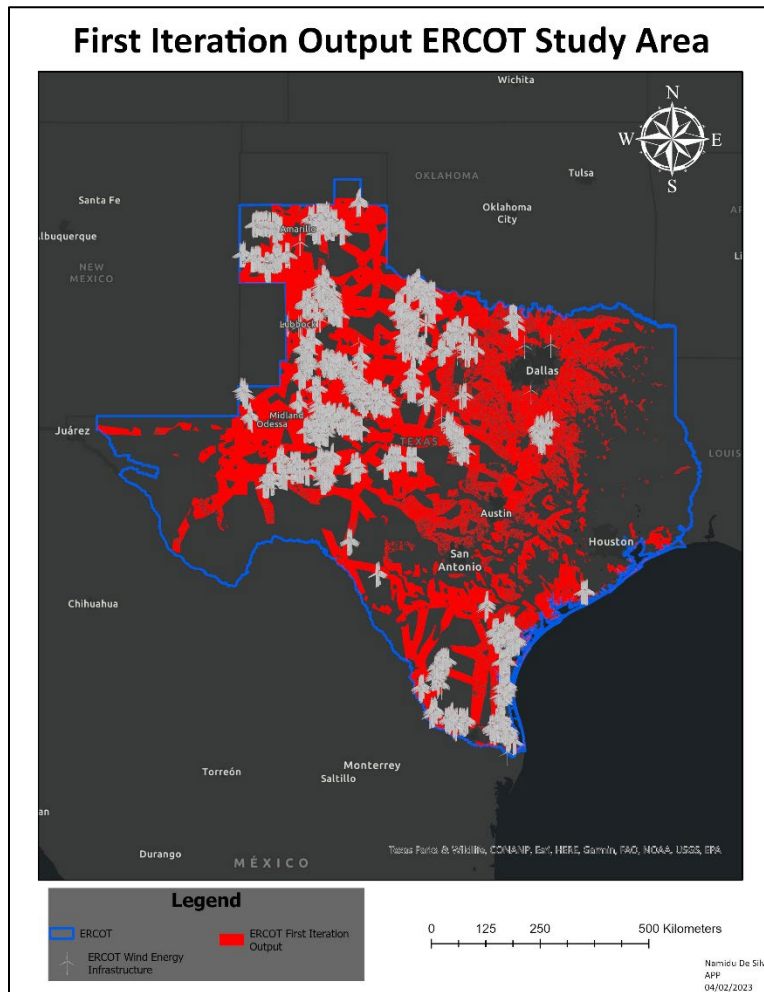 First Iteration Output ERCOT Study Area
Wichita
N
W E
S
OKLAHOMA
Tulsa
Santa Fe
Oklahoma
City
Amarillo
NEW
MEXICO
Lubbock
Dallas
Midland
Odessa
Juárez
TEXAS
Austin
Houston
San
Antonio
Chihuahua
Monterrey
Torreón
Saltillo
Durango
MÉXICO
Texas Parks & Wildlife, CONANP, Esri, HERE, Garmin, FAO, NOAA, USGS, EPA
Legend
ERCOT
ERCOT First Iteration
Output
ERCOT Wind Energy
Infrastructure
0 125 250 500 Kilometers
Namidu De Silv
APP
04/02/2023